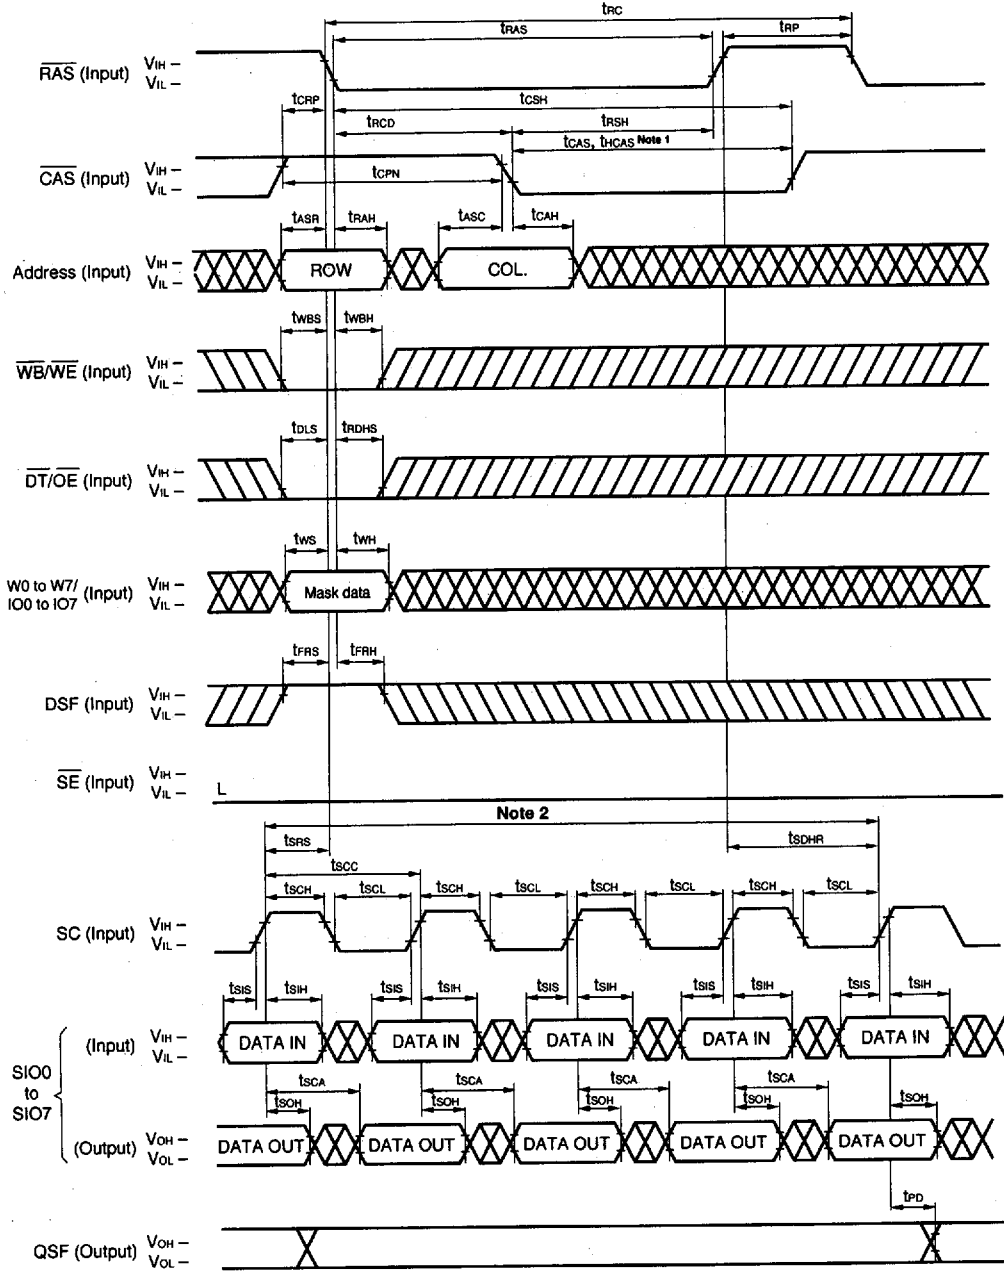 tRC
tRAS tRP
RAS (Input) VIH –
VIL –
tCRP tCSH
tRCD tRSH
tCAS, tHCAS Note 1
CAS (Input) VIH –
VIL –
tCPN
tASR tRAH tASC tCAH
Address (Input) VIH –
VIL –
ROW COL.
tWBS tWBH
WB/WE (Input) VIH –
VIL –
tDLS tRDHS
DT/OE (Input) VIH –
VIL –
tWS tWH
W0 to W7/
IO0 to IO7 (Input) VIH –
VIL –
Mask data
tFRS tFRH
DSF (Input) VIH –
VIL –
SE (Input) VIH –
VIL –
L
Note 2
tSRS tSDHR
tSCC
tSCH tSCL tSCH tSCL tSCH tSCL tSCH tSCL
SC (Input) VIH –
VIL –
tSIS tSIH tSIS tSIH tSIS tSIH tSIS tSIH tSIS tSIH
(Input) VIH –
VIL –
DATA IN DATA IN DATA IN DATA IN DATA IN
SIO0
to
SIO7
tSCA tSCA tSCA tSCA
tSOH tSOH tSOH tSOH tSOH
(Output) VOH –
VOL –
DATA OUT DATA OUT DATA OUT DATA OUT DATA OUT
tPD
QSF (Output) VOH –
VOL –